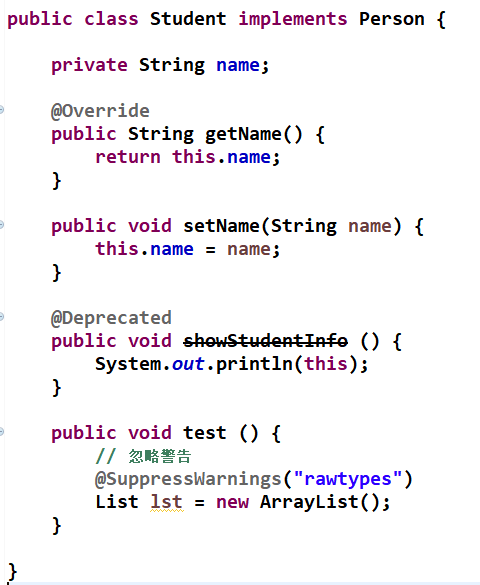 public class Student implements Person {
private String name;
@Override
public String getName() {
return this.name;
}
public void setName(String name) {
this.name = name;
}
@Deprecated
public void showStudentInfo () {
System.out.println(this);
}
public void test () {
// 忽略警告
@SuppressWarnings("rawtypes")
List lst = new ArrayList();
}
}